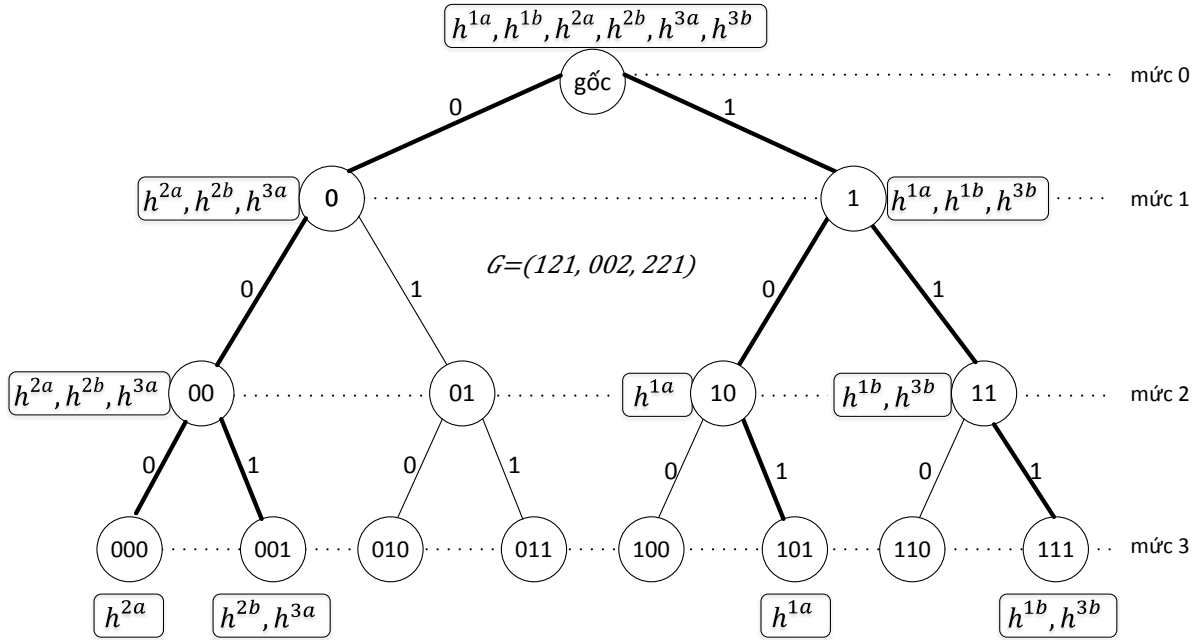 h^{1a}, h^{1b}, h^{2a}, h^{2b}, h^{3a}, h^{3b}
gốc
mức 0
0
1
h^{2a}, h^{2b}, h^{3a}
0
1
h^{1a}, h^{1b}, h^{3b}
mức 1
G=(121, 002, 221)
0
1
0
1
h^{2a}, h^{2b}, h^{3a}
00
01
h^{1a}
10
h^{1b}, h^{3b}
11
mức 2
0
1
0
1
0
1
0
1
000
001
010
011
100
101
110
111
mức 3
h^{2a}
h^{2b}, h^{3a}
h^{1a}
h^{1b}, h^{3b}